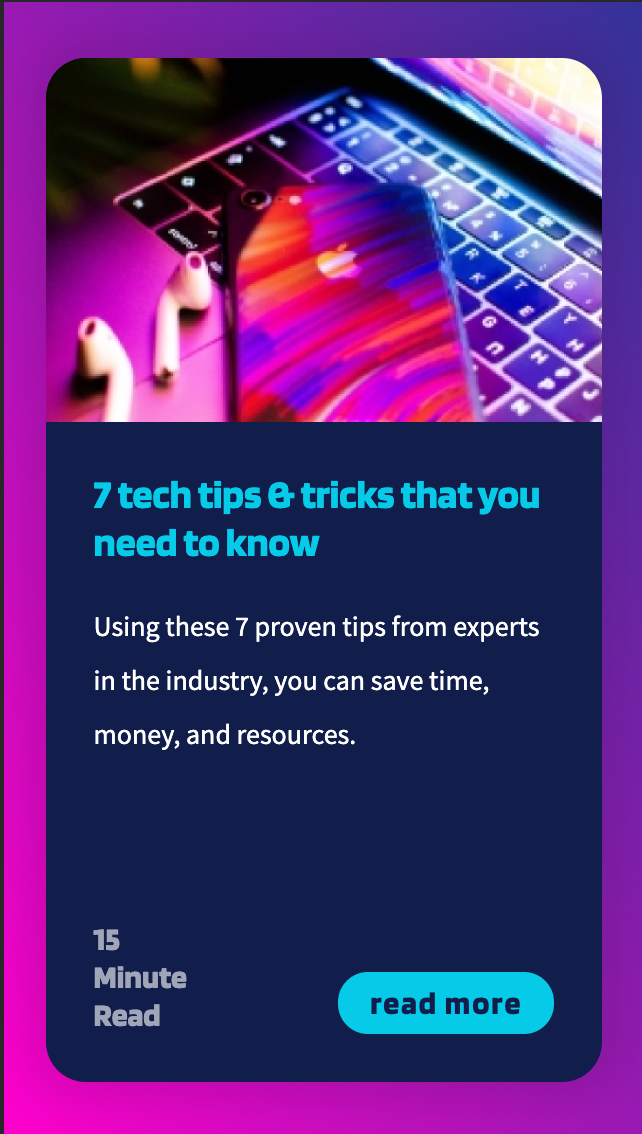 7 tech tips & tricks that you
need to know
Using these 7 proven tips from experts
in the industry, you can save time,
money, and resources.
15
Minute
Read
read more